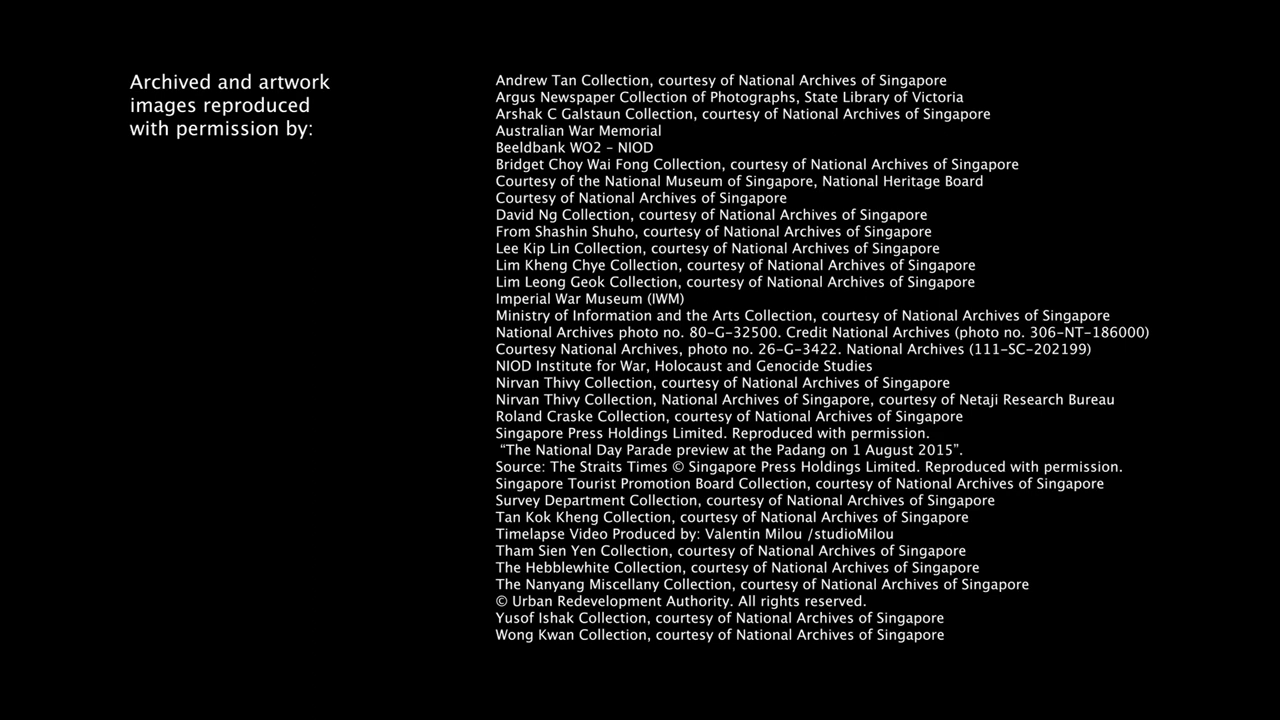 Archived and artwork
images reproduced
with permission by:
Andrew Tan Collection, courtesy of National Archives of Singapore
Argus Newspaper Collection of Photographs, State Library of Victoria
Arshak C Galstaun Collection, courtesy of National Archives of Singapore
Australian War Memorial
Beeldbank WO2 – NIOD
Bridget Choy Wai Fong Collection, courtesy of National Archives of Singapore
Courtesy of the National Museum of Singapore, National Heritage Board
Courtesy of National Archives of Singapore
David Ng Collection, courtesy of National Archives of Singapore
From Shashin Shuho, courtesy of National Archives of Singapore
Lee Kip Lin Collection, courtesy of National Archives of Singapore
Lim Kheng Chye Collection, courtesy of National Archives of Singapore
Lim Leong Geok Collection, courtesy of National Archives of Singapore
Imperial War Museum (IWM)
Ministry of Information and the Arts Collection, courtesy of National Archives of Singapore
National Archives photo no. 80-G-32500. Credit National Archives (photo no. 306-NT-186000)
Courtesy National Archives, photo no. 26-G-3422. National Archives (111-SC-202199)
NIOD Institute for War, Holocaust and Genocide Studies
Nirvan Thivy Collection, courtesy of National Archives of Singapore
Nirvan Thivy Collection, National Archives of Singapore, courtesy of Netaji Research Bureau
Roland Craske Collection, courtesy of National Archives of Singapore
Singapore Press Holdings Limited. Reproduced with permission.
“The National Day Parade preview at the Padang on 1 August 2015”.
Source: The Straits Times © Singapore Press Holdings Limited. Reproduced with permission.
Singapore Tourist Promotion Board Collection, courtesy of National Archives of Singapore
Survey Department Collection, courtesy of National Archives of Singapore
Tan Kok Kheng Collection, courtesy of National Archives of Singapore
Timelapse Video Produced by: Valentin Milou /studioMilou
Tham Sien Yen Collection, courtesy of National Archives of Singapore
The Hebblewhite Collection, courtesy of National Archives of Singapore
The Nanyang Miscellany Collection, courtesy of National Archives of Singapore
© Urban Redevelopment Authority. All rights reserved.
Yusof Ishak Collection, courtesy of National Archives of Singapore
Wong Kwan Collection, courtesy of National Archives of Singapore